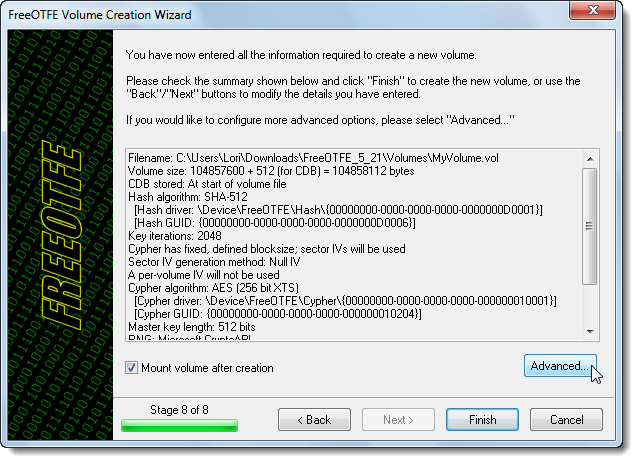 FreeOTFE Volume Creation Wizard
FREEOTFE
You have now entered all the information required to create a new volume.
Please check the summary shown below and click "Finish" to create the new volume, or use the
"Back"/"Next" buttons to modify the details you have entered.
If you would like to configure more advanced options, please select "Advanced..."
Filename: C:\Users\Lori\Downloads\FreeOTFE_5_21\Volumes\MyVolume.vol
Volume size: 104857600 + 512 (for CDB) = 104858112 bytes
CDB stored: At start of volume file
Hash algorithm: SHA-512
[Hash driver: \Device\FreeOTFE\Hash\{00000000-0000-0000-0000-0000000D0001}]
[Hash GUID: {00000000-0000-0000-0000-0000000D0006}]
Key iterations: 2048
Cypher has fixed, defined blocksize; sector IVs will be used
Sector IV generation method: Null IV
A per-volume IV will not be used
Cypher algorithm: AES (256 bit XTS)
[Cypher driver: \Device\FreeOTFE\Cypher\{00000000-0000-0000-0000-000000010001}]
[Cypher GUID: {00000000-0000-0000-0000-000000010204}]
Master key length: 512 bits
RNG: Microsoft CryptoAPI
Mount volume after creation
Advanced...
Stage 8 of 8
< Back
Next >
Finish
Cancel